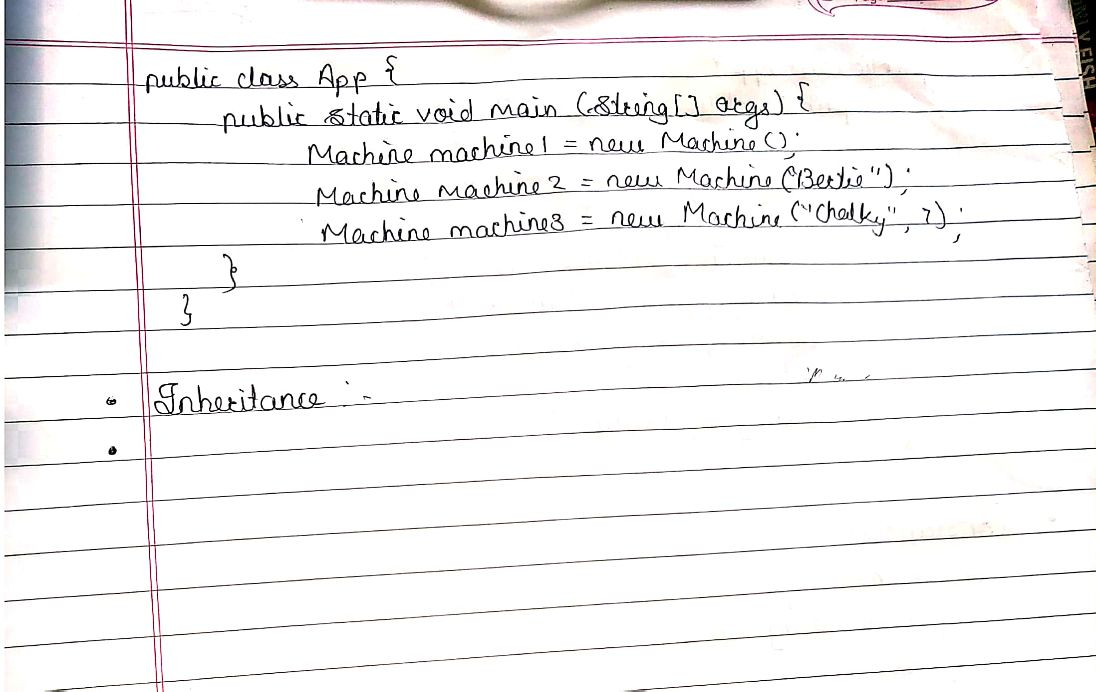 public class App {
public static void main (String[] args) {
Machine machine1 = new Machine();
Machine machine2 = new Machine("Bertie");
Machine machine3 = new Machine("Chalky", 7);
}
}
• Inheritance :-
•